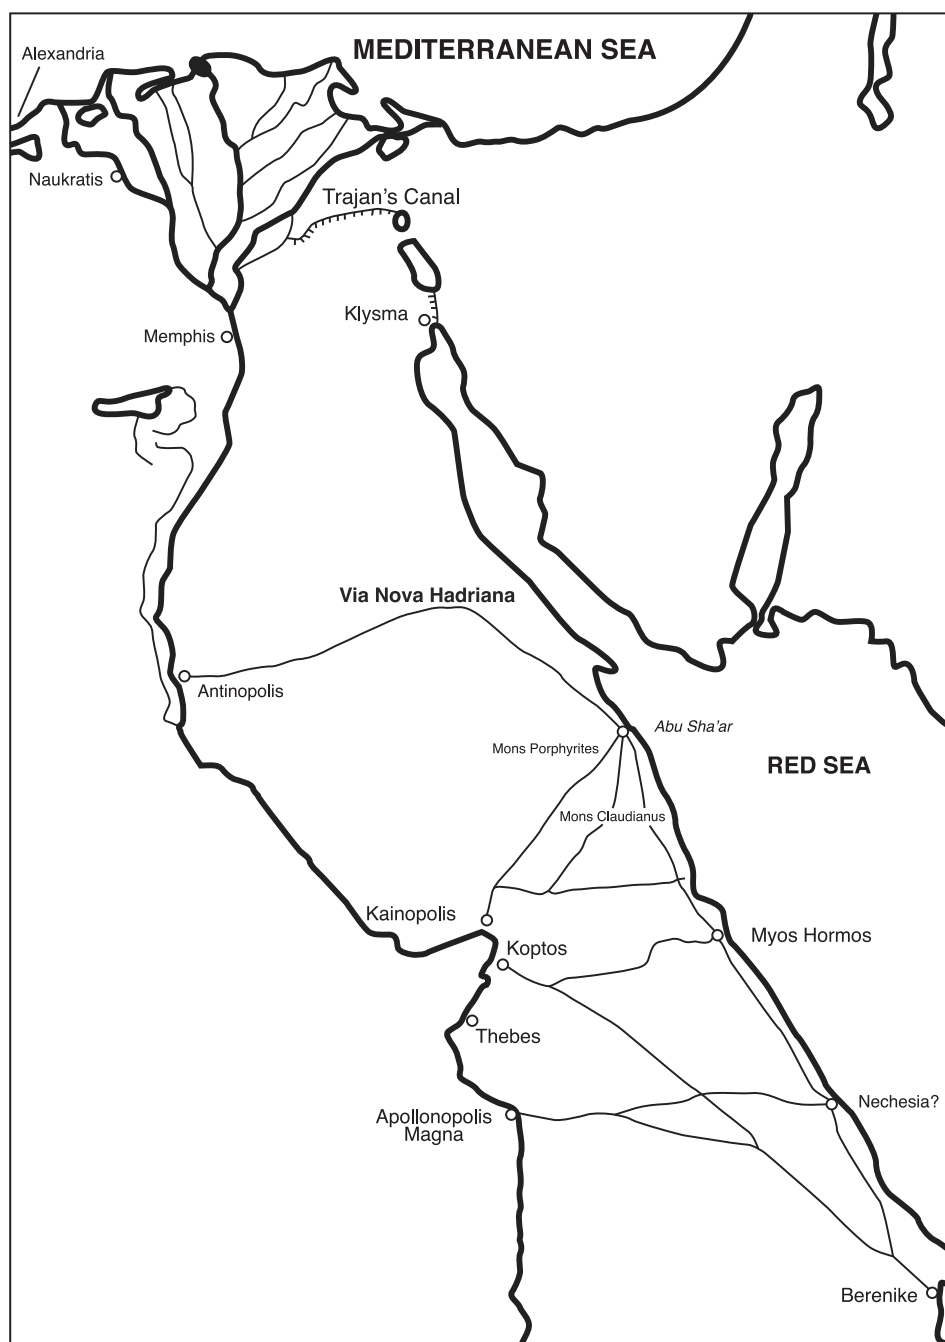 MEDITERRANEAN SEA
Alexandria
Naukratis
Trajan’s Canal
Klysma
Memphis
Via Nova Hadriana
Antinopolis
Abu Sha’ar
Mons Porphyrites
RED SEA
Mons Claudianus
Kainopolis
Myos Hormos
Koptos
Thebes
Nechesia?
Apollonopolis
Magna
Berenike